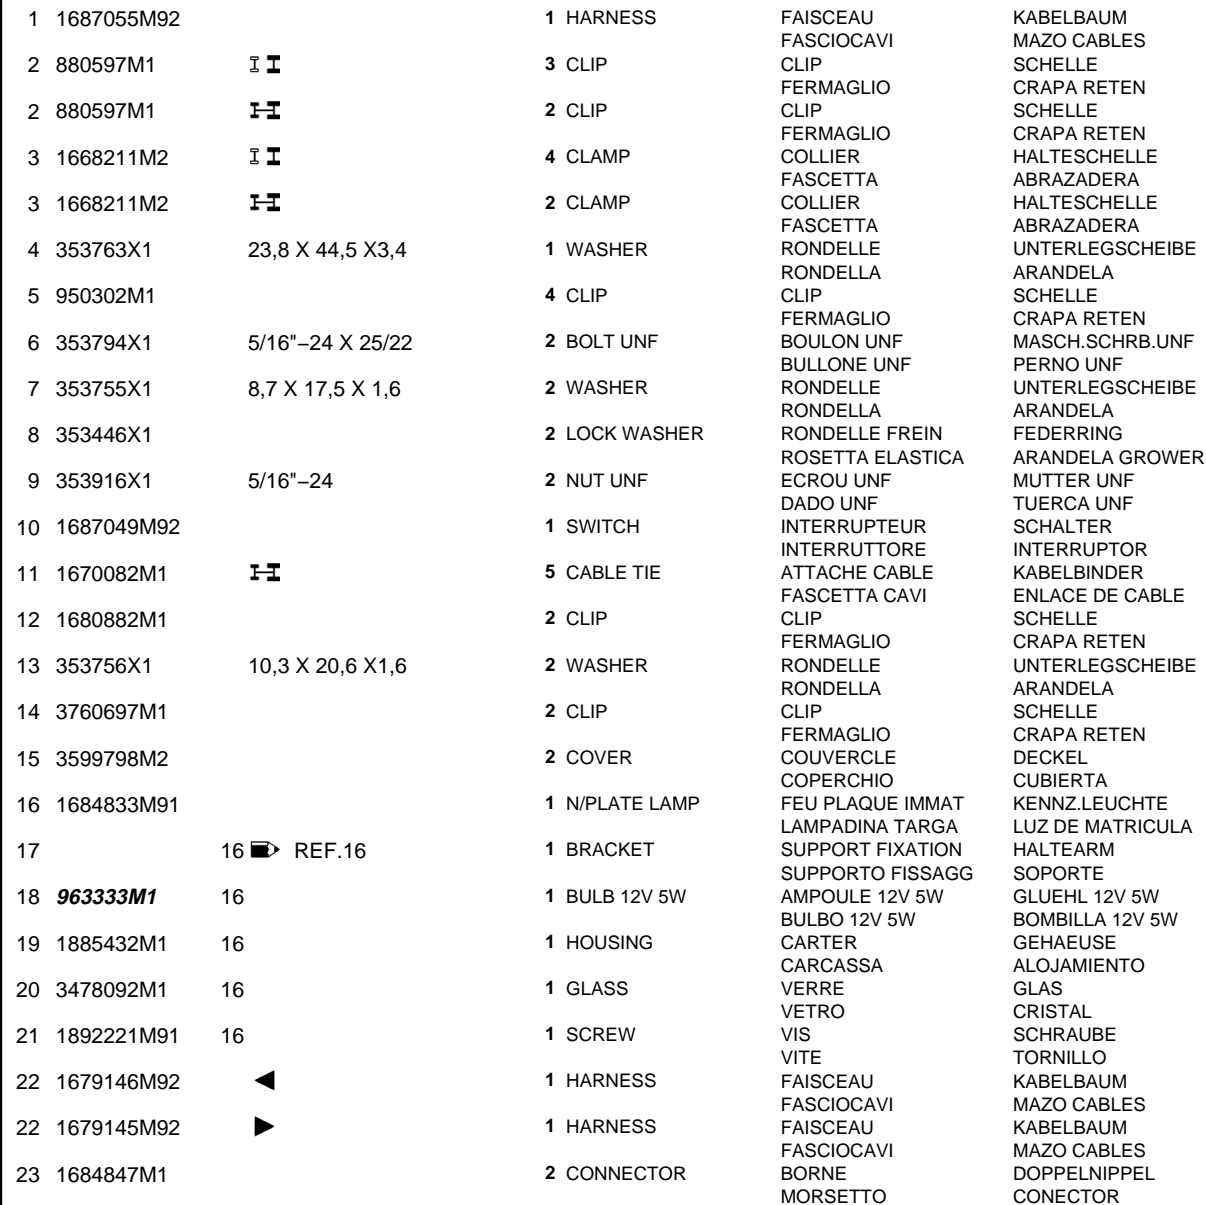 1 1687055M92 1 HARNESS FAISCEAU KABELBAUM
FASCIOCAVI MAZO CABLES
2 880597M1 3 CLIP CLIP SCHELLE
FERMAGLIO CRAPA RETEN
2 880597M1 2 CLIP CLIP SCHELLE
FERMAGLIO CRAPA RETEN
3 1668211M2 4 CLAMP COLLIER HALTESCHELLE
FASCETTA ABRAZADERA
3 1668211M2 2 CLAMP COLLIER HALTESCHELLE
FASCETTA ABRAZADERA
4 353763X1 23,8 X 44,5 X3,4 1 WASHER RONDELLE UNTERLEGSCHEIBE
RONDELLA ARANDELA
5 950302M1 4 CLIP CLIP SCHELLE
FERMAGLIO CRAPA RETEN
6 353794X1 5/16"−24 X 25/22 2 BOLT UNF BOULON UNF MASCH.SCHRB.UNF
BULLONE UNF PERNO UNF
7 353755X1 8,7 X 17,5 X 1,6 2 WASHER RONDELLE UNTERLEGSCHEIBE
RONDELLA ARANDELA
8 353446X1 2 LOCK WASHER RONDELLE FREIN FEDERRING
ROSETTA ELASTICA ARANDELA GROWER
9 353916X1 5/16"−24 2 NUT UNF ECROU UNF MUTTER UNF
DADO UNF TUERCA UNF
10 1687049M92 1 SWITCH INTERRUPTEUR SCHALTER
INTERRUTTORE INTERRUPTOR
11 1670082M1 5 CABLE TIE ATTACHE CABLE KABELBINDER
FASCETTA CAVI ENLACE DE CABLE
12 1680882M1 2 CLIP CLIP SCHELLE
FERMAGLIO CRAPA RETEN
13 353756X1 10,3 X 20,6 X1,6 2 WASHER RONDELLE UNTERLEGSCHEIBE
RONDELLA ARANDELA
14 3760697M1 2 CLIP CLIP SCHELLE
FERMAGLIO CRAPA RETEN
15 3599798M2 2 COVER COUVERCLE DECKEL
COPERCHIO CUBIERTA
16 1684833M91 1 N/PLATE LAMP FEU PLAQUE IMMAT KENNZ.LEUCHTE
LAMPADINA TARGA LUZ DE MATRICULA
17 16 REF.16 1 BRACKET SUPPORT FIXATION HALTEARM
SUPPORTO FISSAGG SOPORTE
18 963333M1 16 1 BULB 12V 5W AMPOULE 12V 5W GLUEHL 12V 5W
BULBO 12V 5W BOMBILLA 12V 5W
19 1885432M1 16 1 HOUSING CARTER GEHAEUSE
CARCASSA ALOJAMIENTO
20 3478092M1 16 1 GLASS VERRE GLAS
VETRO CRISTAL
21 1892221M91 16 1 SCREW VIS SCHRAUBE
VITE TORNILLO
22 1679146M92 ◀ 1 HARNESS FAISCEAU KABELBAUM
FASCIOCAVI MAZO CABLES
22 1679145M92 ▶ 1 HARNESS FAISCEAU KABELBAUM
FASCIOCAVI MAZO CABLES
23 1684847M1 2 CONNECTOR BORNE DOPPELNIPPEL
MORSETTO CONECTOR